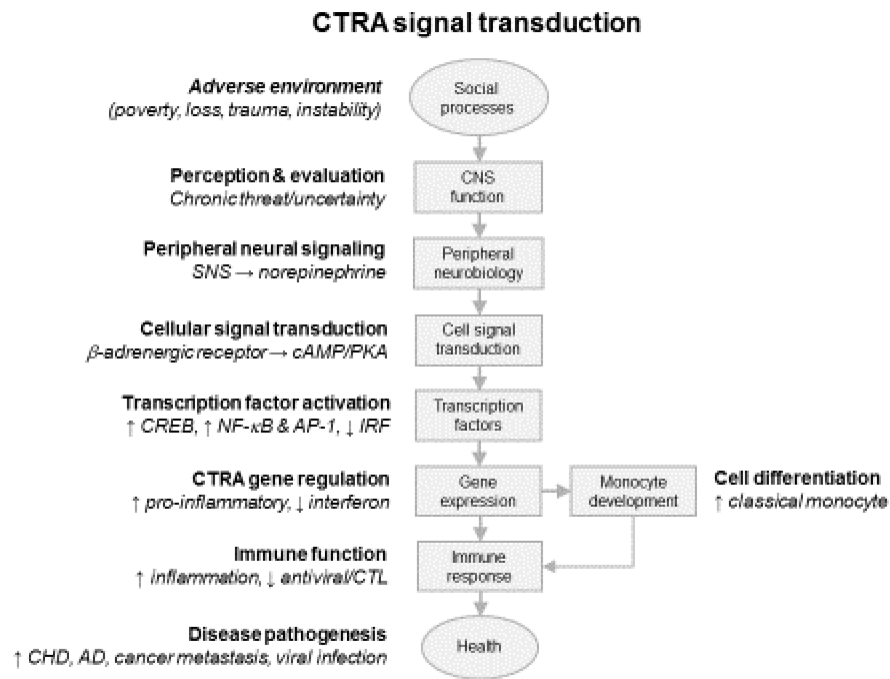 CTRA signal transduction
Adverse environment
(poverty, loss, trauma, instability)
Social
processes
Perception & evaluation
Chronic threat/uncertainty
CNS
function
Peripheral neural signaling
SNS → norepinephrine
Peripheral
neurobiology
Cellular signal transduction
β-adrenergic receptor → cAMP/PKA
Cell signal
transduction
Transcription factor activation
↑ CREB, ↑ NF-κB & AP-1, ↓ IRF
Transcription
factors
CTRA gene regulation
↑ pro-inflammatory, ↓ interferon
Gene
expression
Monocyte
development
Cell differentiation
↑ classical monocyte
Immune function
↑ inflammation, ↓ antiviral/CTL
Immune
response
Disease pathogenesis
↑ CHD, AD, cancer metastasis, viral infection
Health